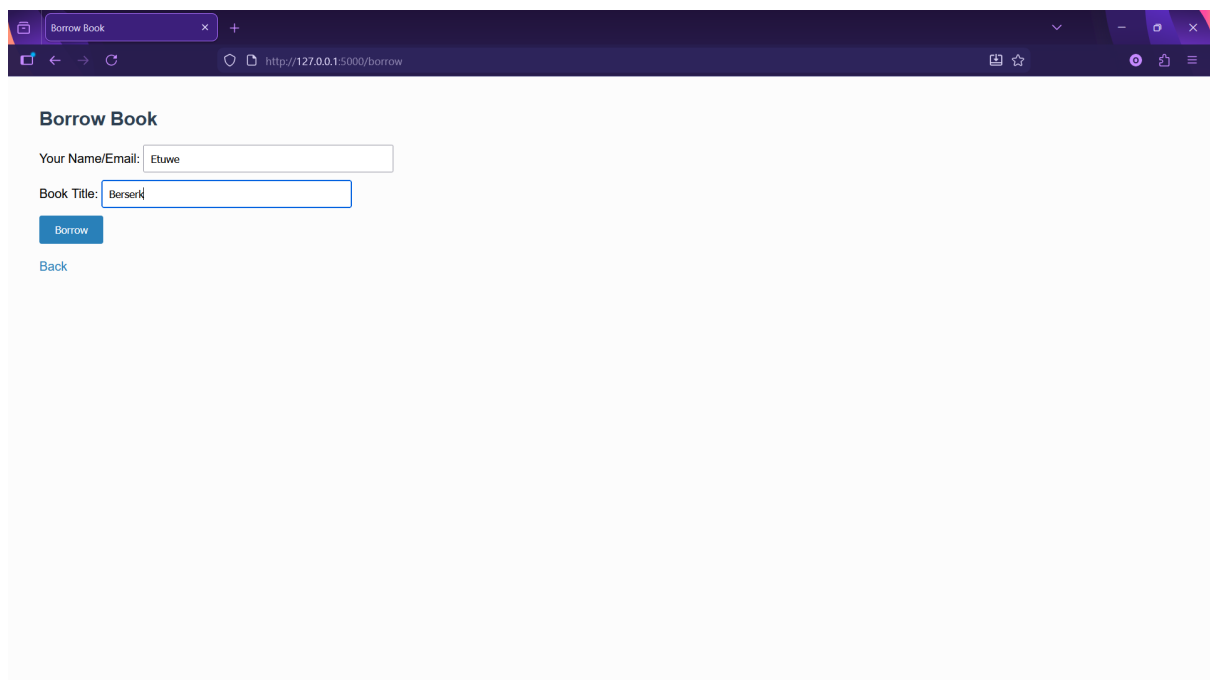 Borrow Book
http://127.0.0.1:5000/borrow
Borrow Book
Your Name/Email: Etuwe
Book Title: Berserk
Borrow
Back